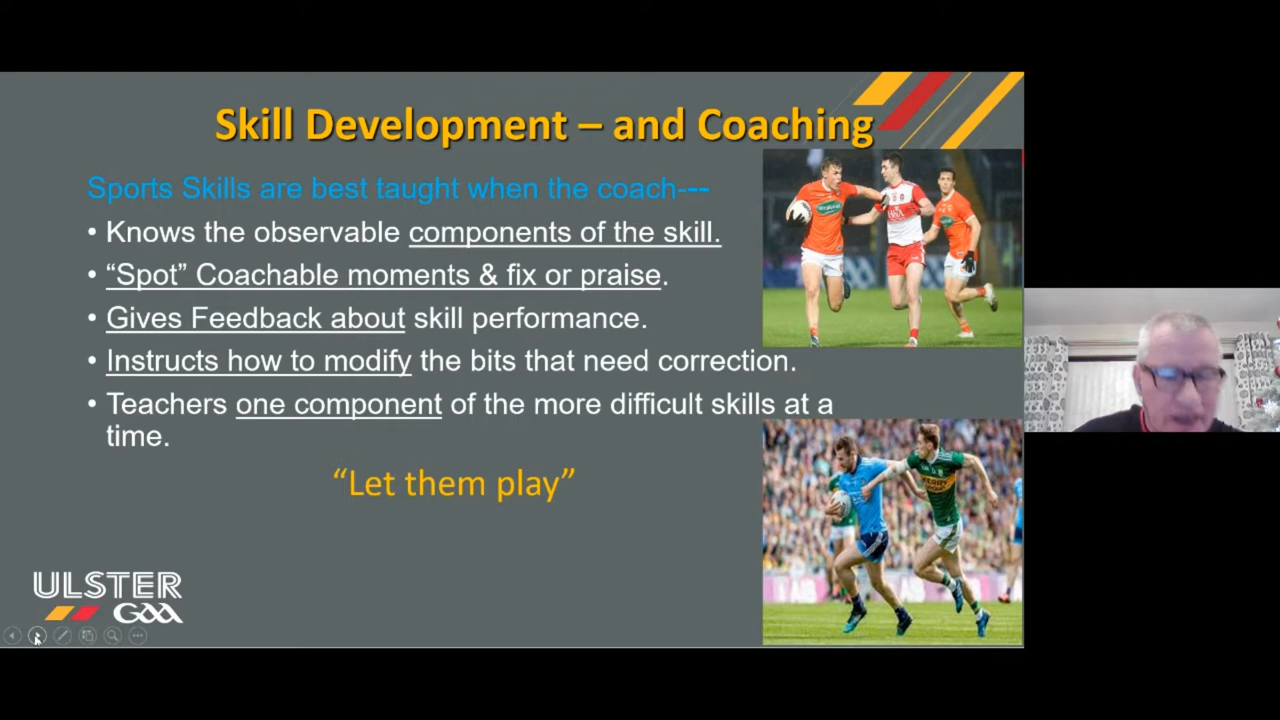 Skill Development – and Coaching
Sports Skills are best taught when the coach---
• Knows the observable components of the skill.
• “Spot” Coachable moments & fix or praise.
• Gives Feedback about skill performance.
• Instructs how to modify the bits that need correction.
• Teachers one component of the more difficult skills at a
time.
“Let them play”
ULSTER
GAA